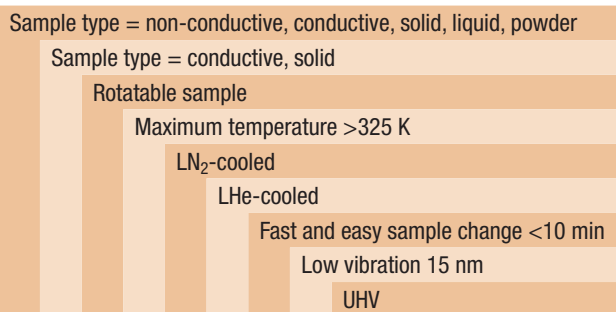 Sample type = non-conductive, conductive, solid, liquid, powder
Sample type = conductive, solid
Rotatable sample
Maximum temperature >325 K
LN₂-cooled
LHe-cooled
Fast and easy sample change <10 min
Low vibration 15 nm
UHV